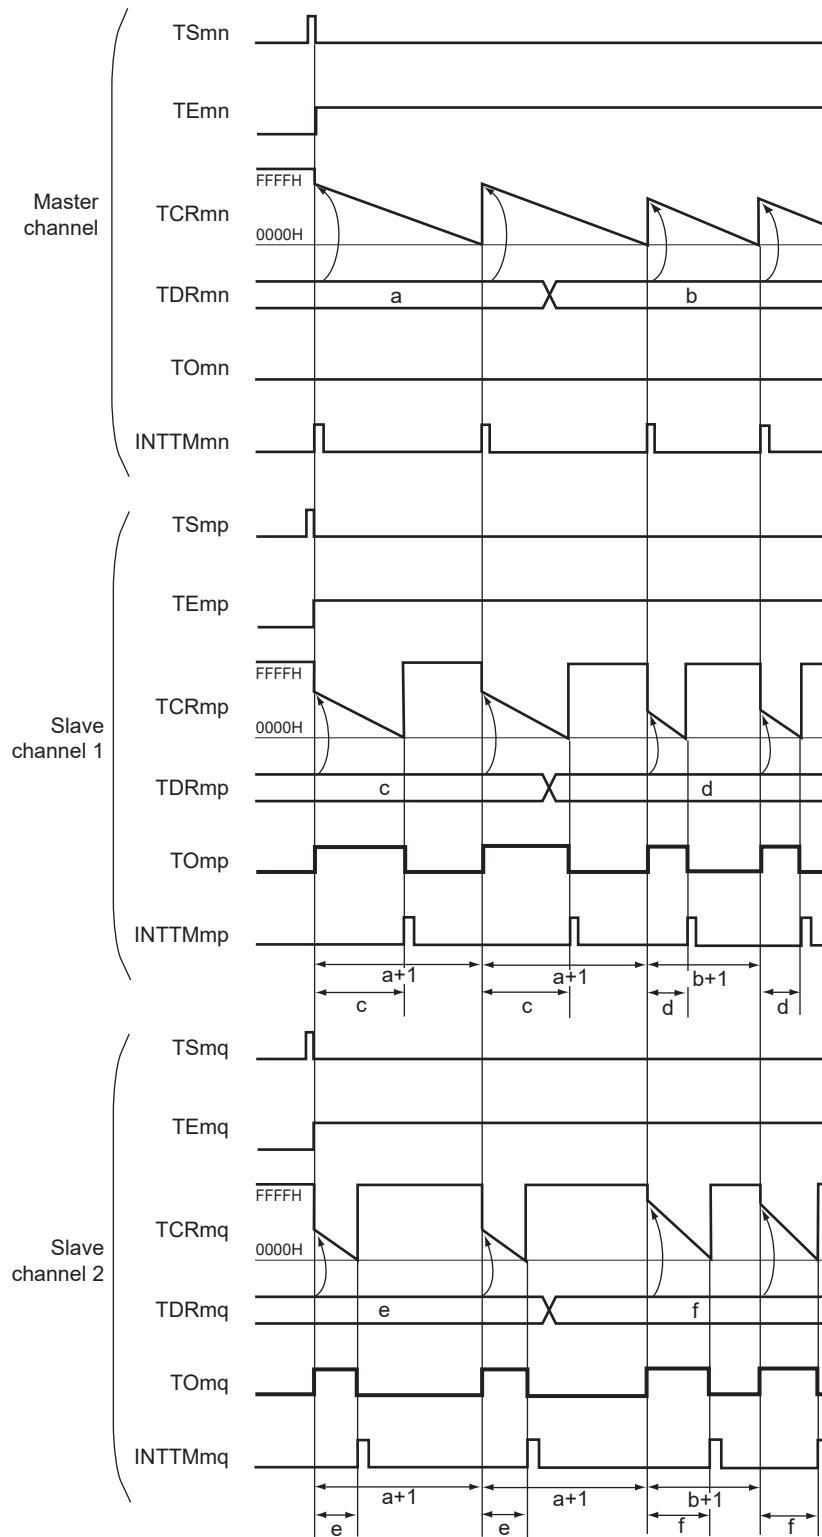 TSmn
TEmn
FFFFH
Master
channel
TCRmn
0000H
TDRmn
a
b
TOmn
INTTMmn
TSmp
TEmp
FFFFH
Slave
channel 1
TCRmp
0000H
TDRmp
c
d
TOmp
INTTMmp
a+1
a+1
b+1
c
c
d
d
TSmq
TEmq
FFFFH
Slave
channel 2
TCRmq
0000H
TDRmq
e
f
TOmq
INTTMmq
a+1
a+1
b+1
e
e
f
f